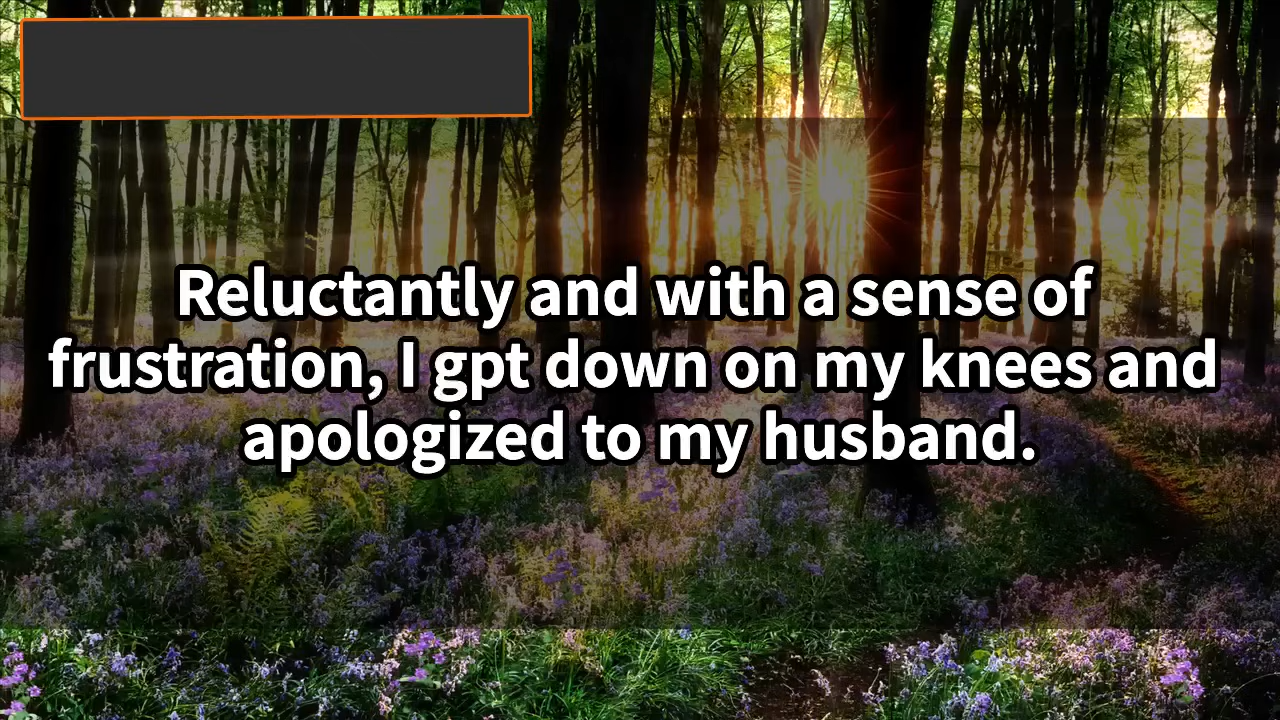 Reluctantly and with a sense of
frustration, I gpt down on my knees and
apologized to my husband.